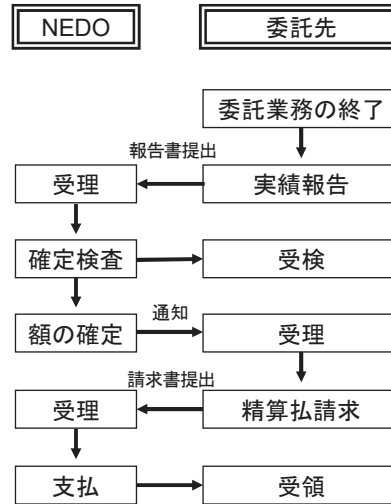 NEDO 委託先
委託業務の終了
報告書提出
受理 実績報告
確定検査 受検
通知
額の確定 受理
請求書提出
受理 精算払請求
支払 受領